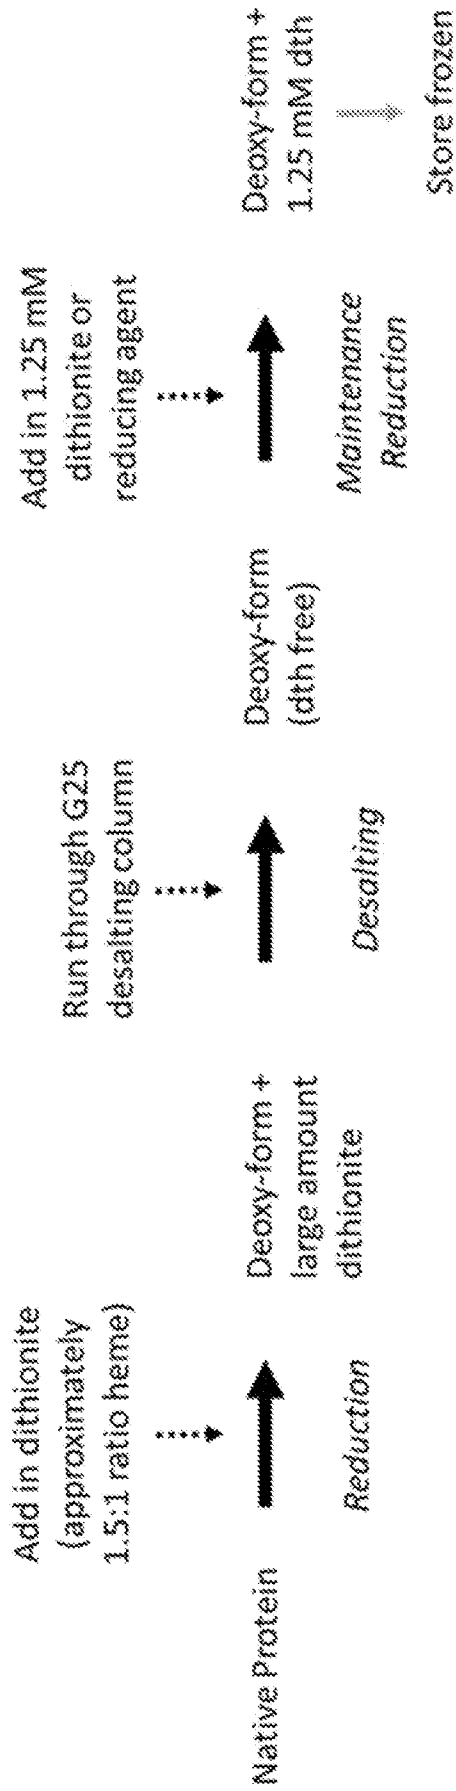 Native Protein
Add in dithionite
(approximately
1.5:1 ratio heme)
Reduction
Deoxy-form +
large amount
dithionite
Run through G25
desalting column
Desalting
Deoxy-form
(dth free)
Add in 1.25 mM
dithionite or
reducing agent
Maintenance
Reduction
Deoxy-form +
1.25 mM dth
Store frozen